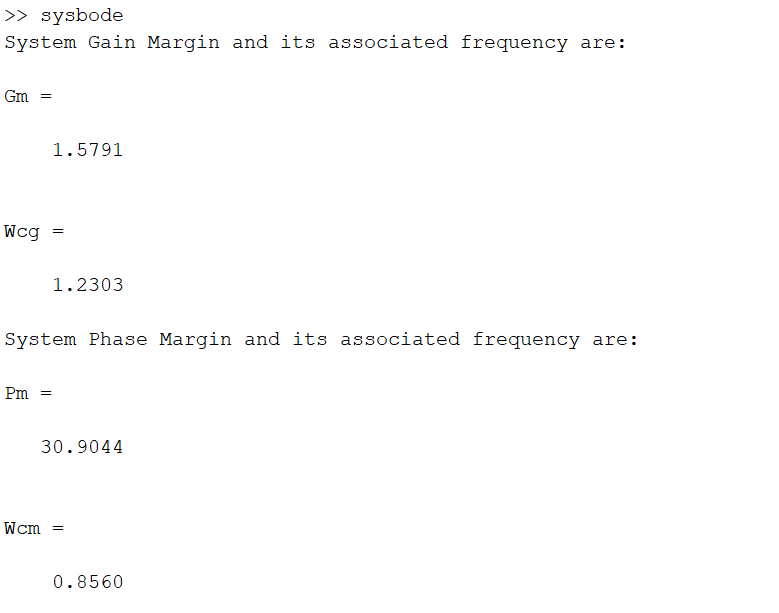 >> sysbode
System Gain Margin and its associated frequency are:
Gm =
1.5791
Wcg =
1.2303
System Phase Margin and its associated frequency are:
Pm =
30.9044
Wcm =
0.8560